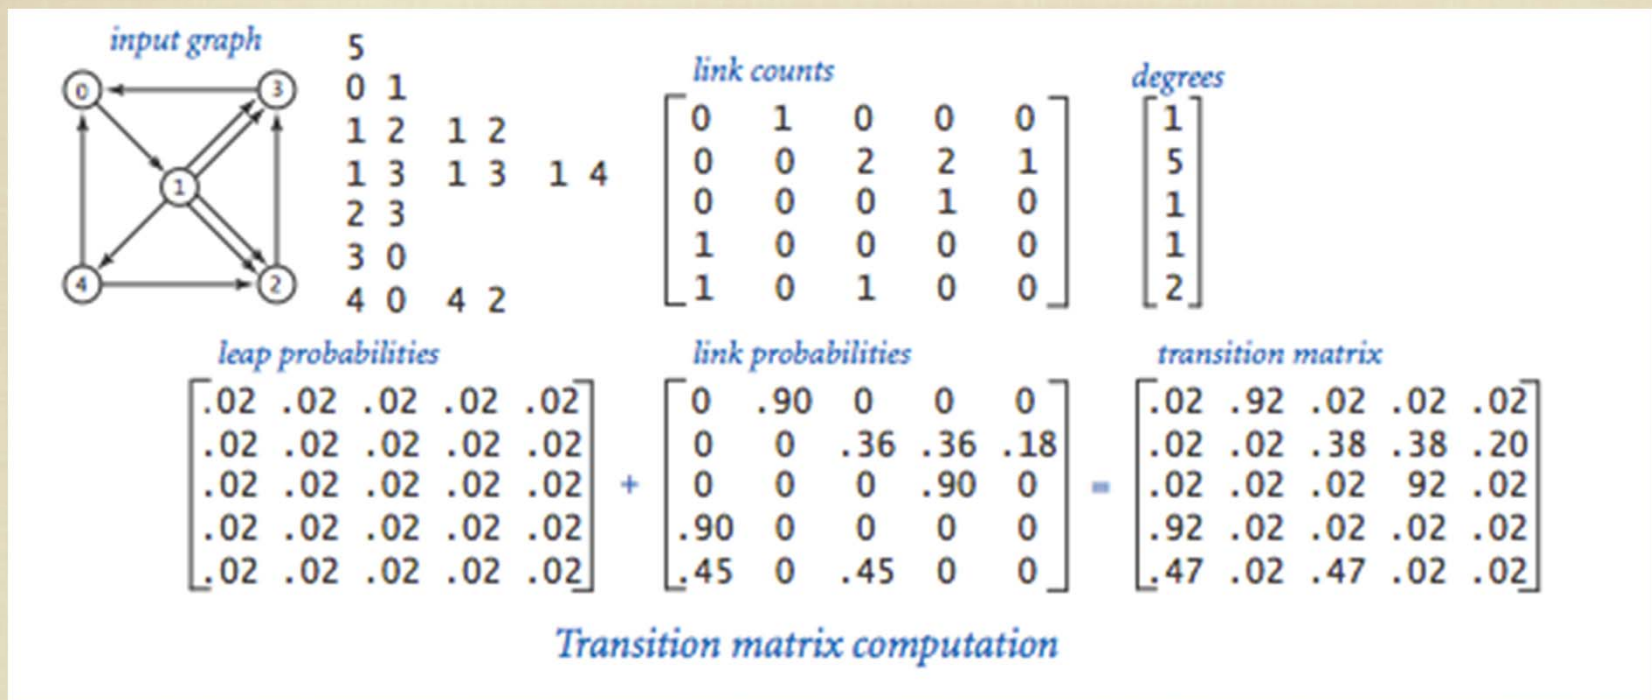 input graph
0 3
1
4 2
5
0 1
1 2 1 2
1 3 1 3 1 4
2 3
3 0
4 0 4 2
link counts
0 1 0 0 0
0 0 2 2 1
0 0 0 1 0
1 0 0 0 0
1 0 1 0 0
degrees
1
5
1
1
2
leap probabilities
.02 .02 .02 .02 .02
.02 .02 .02 .02 .02
.02 .02 .02 .02 .02
.02 .02 .02 .02 .02
.02 .02 .02 .02 .02
+
link probabilities
0 .90 0 0 0
0 0 .36 .36 .18
0 0 0 .90 0
.90 0 0 0 0
.45 0 .45 0 0
=
transition matrix
.02 .92 .02 .02 .02
.02 .02 .38 .38 .20
.02 .02 .02 92 .02
.92 .02 .02 .02 .02
.47 .02 .47 .02 .02
Transition matrix computation